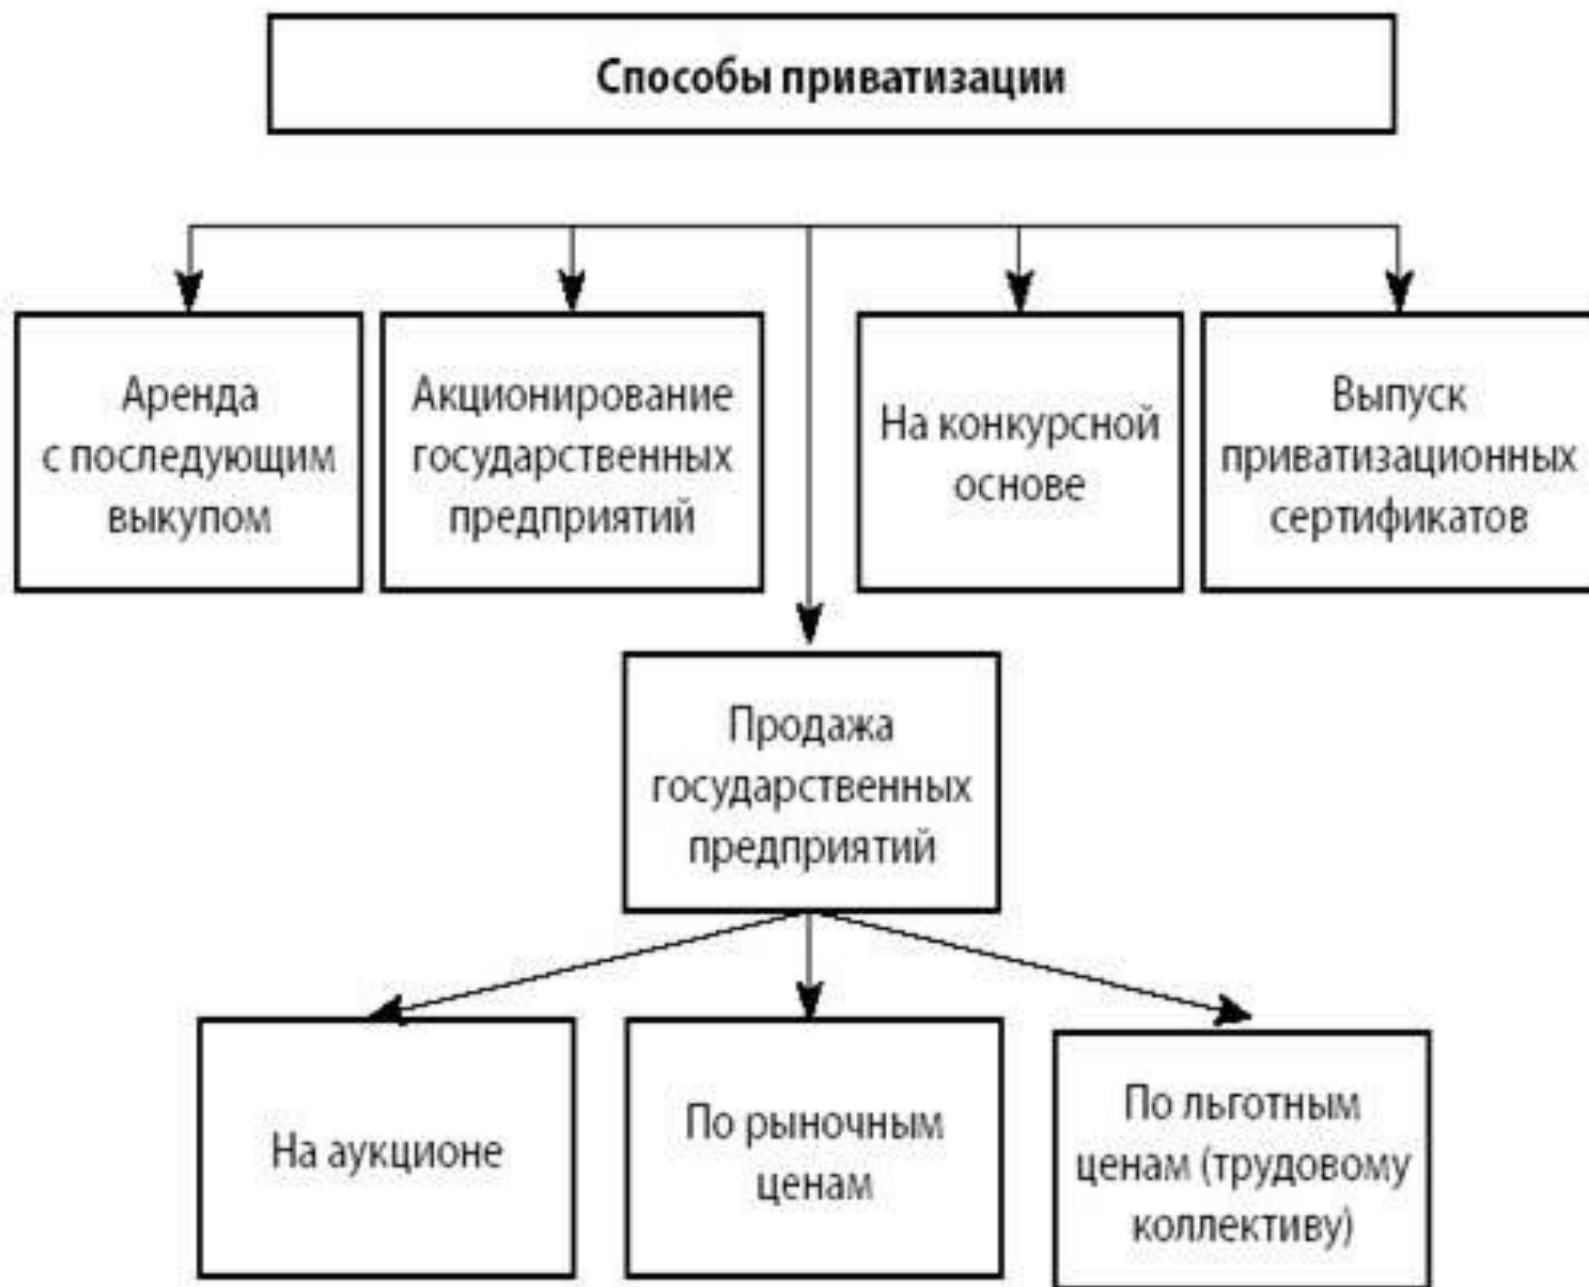 Способы приватизации
Аренда
с последующим
выкупом
Акционирование
государственных
предприятий
На конкурсной
основе
Выпуск
приватизационных
сертификатов
Продажа
государственных
предприятий
На аукционе
По рыночным
ценам
По льготным
ценам (трудовому
коллективу)